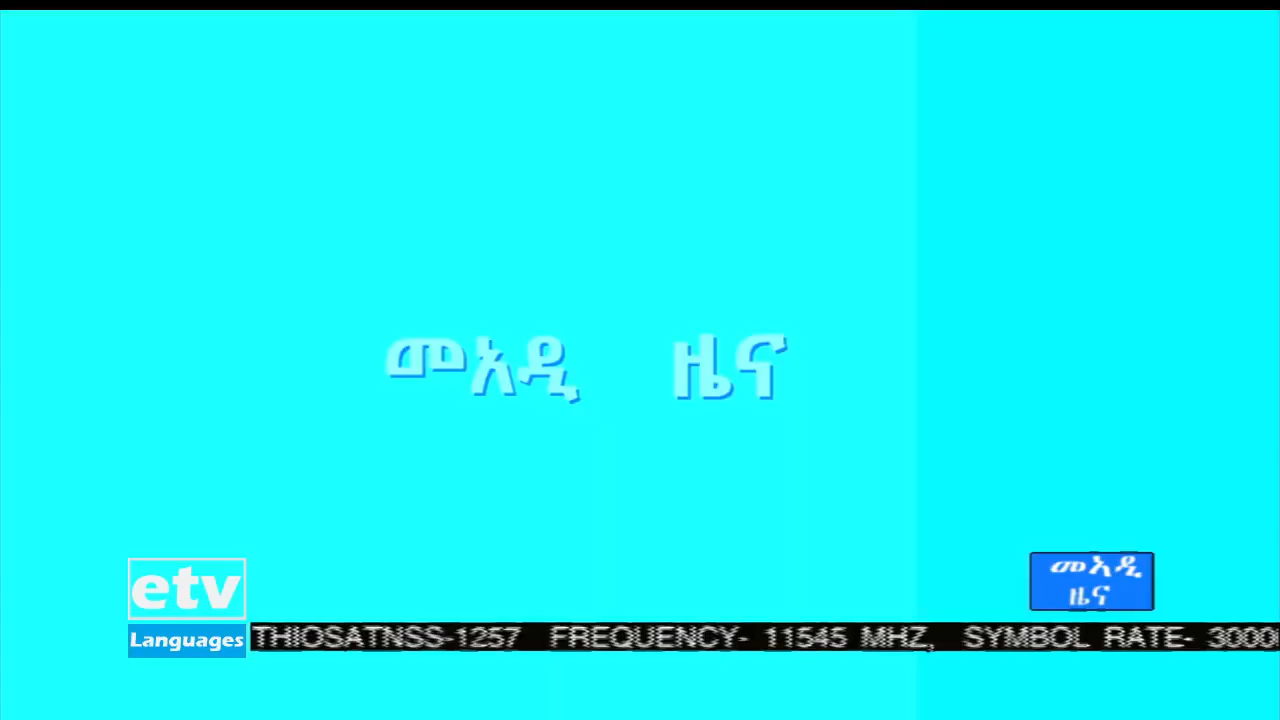 መአዲ ዜና
etv
Languages
መአዲ
ዜና
THIOSATNSS-1257 FREQUENCY- 11545 MHZ, SYMBOL RATE- 3000